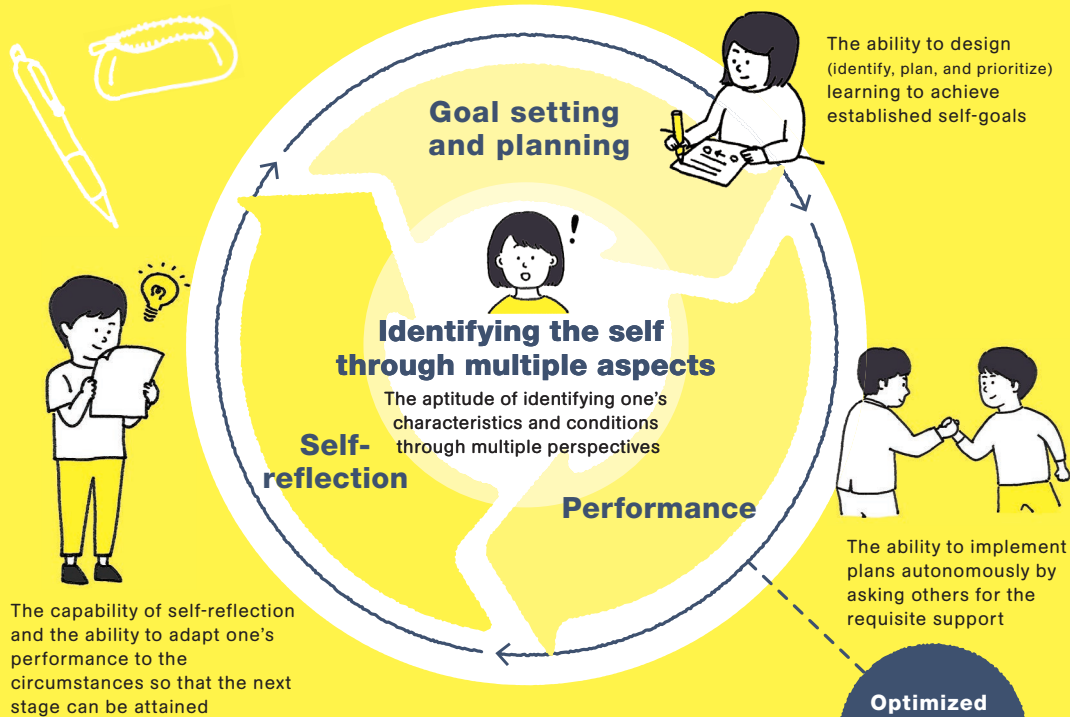 The ability to design
(identify, plan, and prioritize)
learning to achieve
established self-goals
Goal setting
and planning
!
Identifying the self
through multiple aspects
The aptitude of identifying one's
characteristics and conditions
through multiple perspectives
Self-
reflection
Performance
The ability to implement
plans autonomously by
asking others for the
requisite support
The capability of self-reflection
and the ability to adapt one's
performance to the
circumstances so that the next
stage can be attained
Optimized